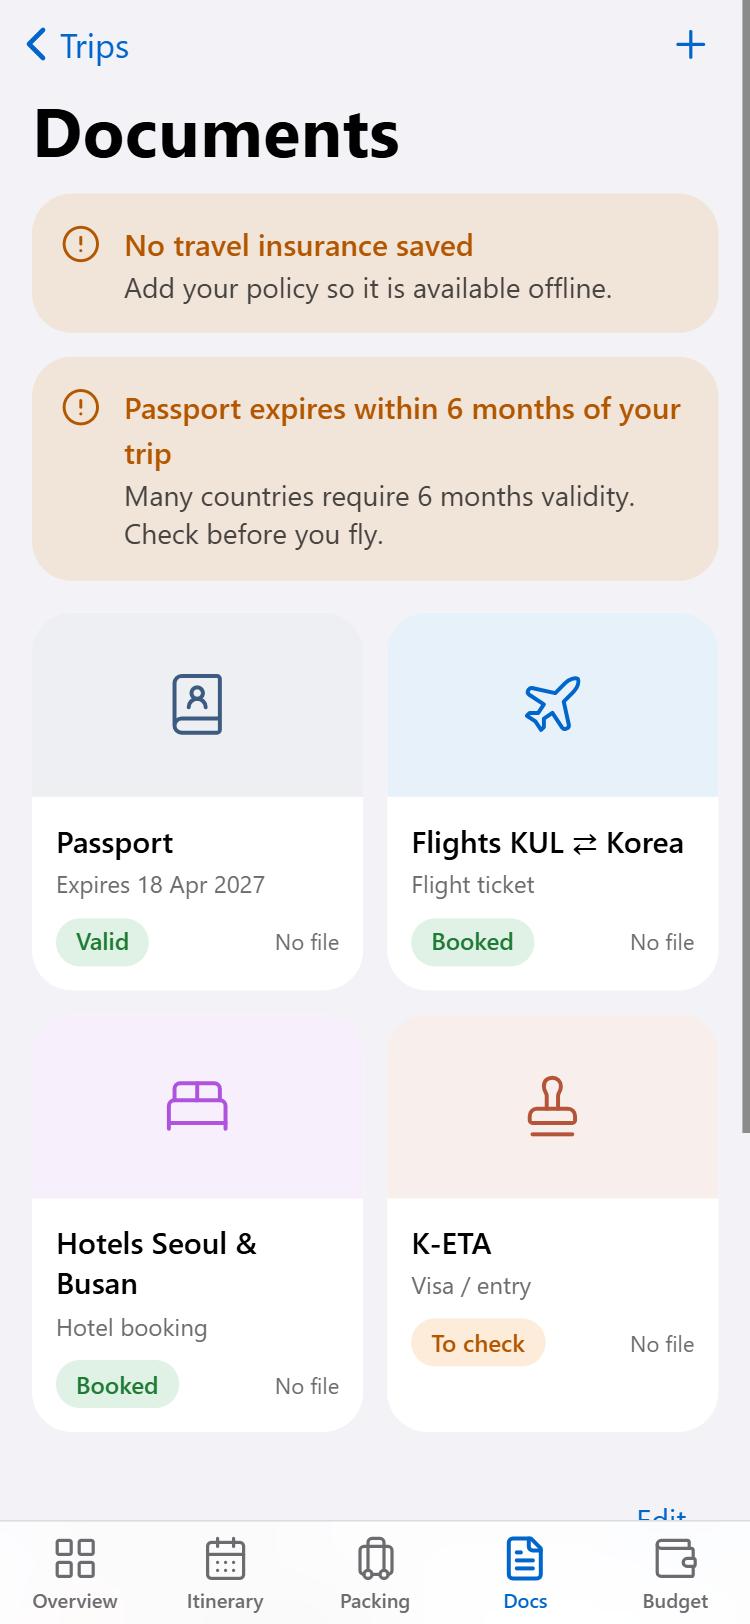 Trips
Documents
No travel insurance saved
Add your policy so it is available offline.
Passport expires within 6 months of your
trip
Many countries require 6 months validity.
Check before you fly.
Passport
Expires 18 Apr 2027
Valid
No file
Flights KUL ⇄ Korea
Flight ticket
Booked
No file
Hotels Seoul &
Busan
Hotel booking
Booked
No file
K-ETA
Visa / entry
To check
No file
Edit
Overview
Itinerary
Packing
Docs
Budget